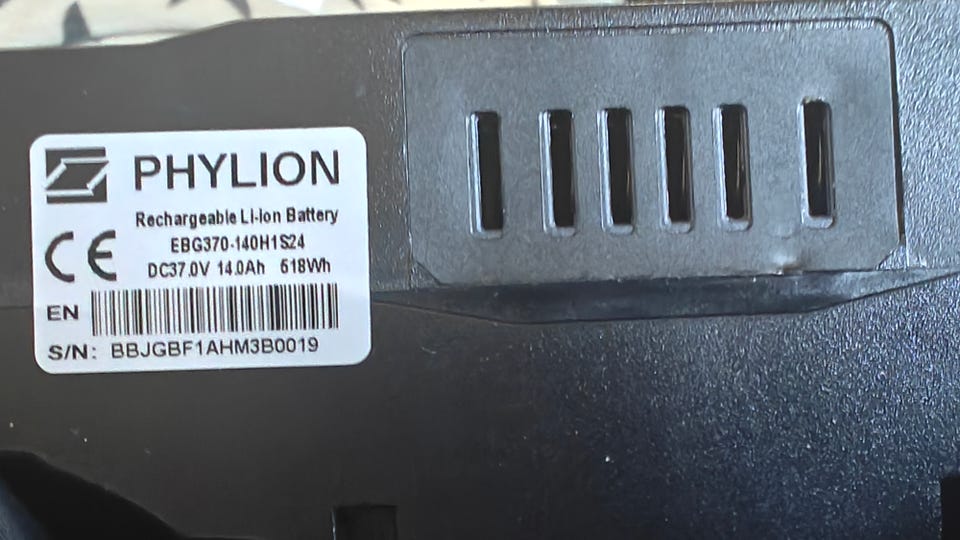 PHYLION
Rechargeable Li-ion Battery
EBG370-140H1S24
DC37.0V 14.0Ah 518Wh
CE
EN
S/N: BBJGBF1AHM3B0019